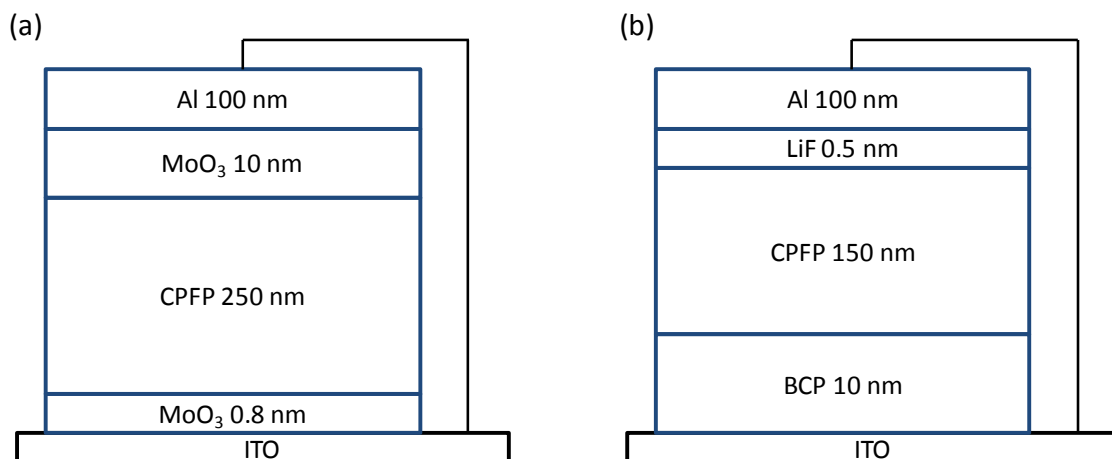 (a)
Al 100 nm
MoO₃ 10 nm
CPFP 250 nm
MoO₃ 0.8 nm
ITO
(b)
Al 100 nm
LiF 0.5 nm
CPFP 150 nm
BCP 10 nm
ITO